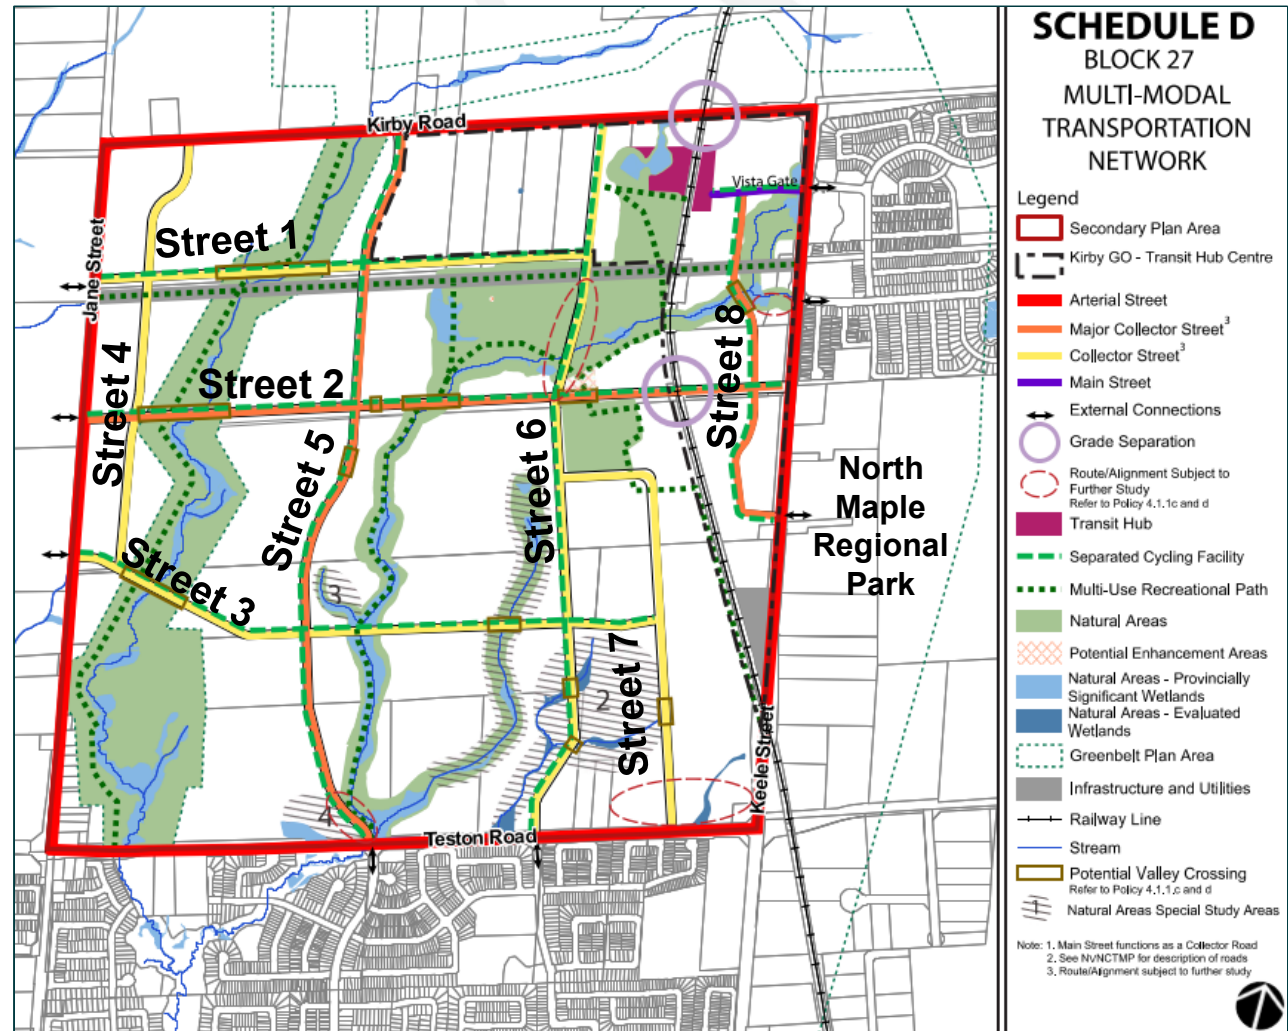 Kirby Road
Vista Gate
Street 1
Jane Street
Street 8
Street 2
Street 4
Street 5
Street 6
North
Maple
Regional
Park
Street 3
3
2
Street 7
Keele Street
4
Teston Road
SCHEDULE D
BLOCK 27
MULTI-MODAL
TRANSPORTATION
NETWORK
Legend
Secondary Plan Area
Kirby GO - Transit Hub Centre
Arterial Street
Major Collector Street³
Collector Street³
Main Street
External Connections
Grade Separation
Route/Alignment Subject to
Further Study
Refer to Policy 4.1.1c and d
Transit Hub
Separated Cycling Facility
Multi-Use Recreational Path
Natural Areas
Potential Enhancement Areas
Natural Areas - Provincially
Significant Wetlands
Natural Areas - Evaluated
Wetlands
Greenbelt Plan Area
Infrastructure and Utilities
Railway Line
Stream
Potential Valley Crossing
Refer to Policy 4.1.1,c and d
1
Natural Areas Special Study Areas
Note: 1. Main Street functions as a Collector Road
2. See NVNCTMP for description of roads
3. Route/Alignment subject to further study